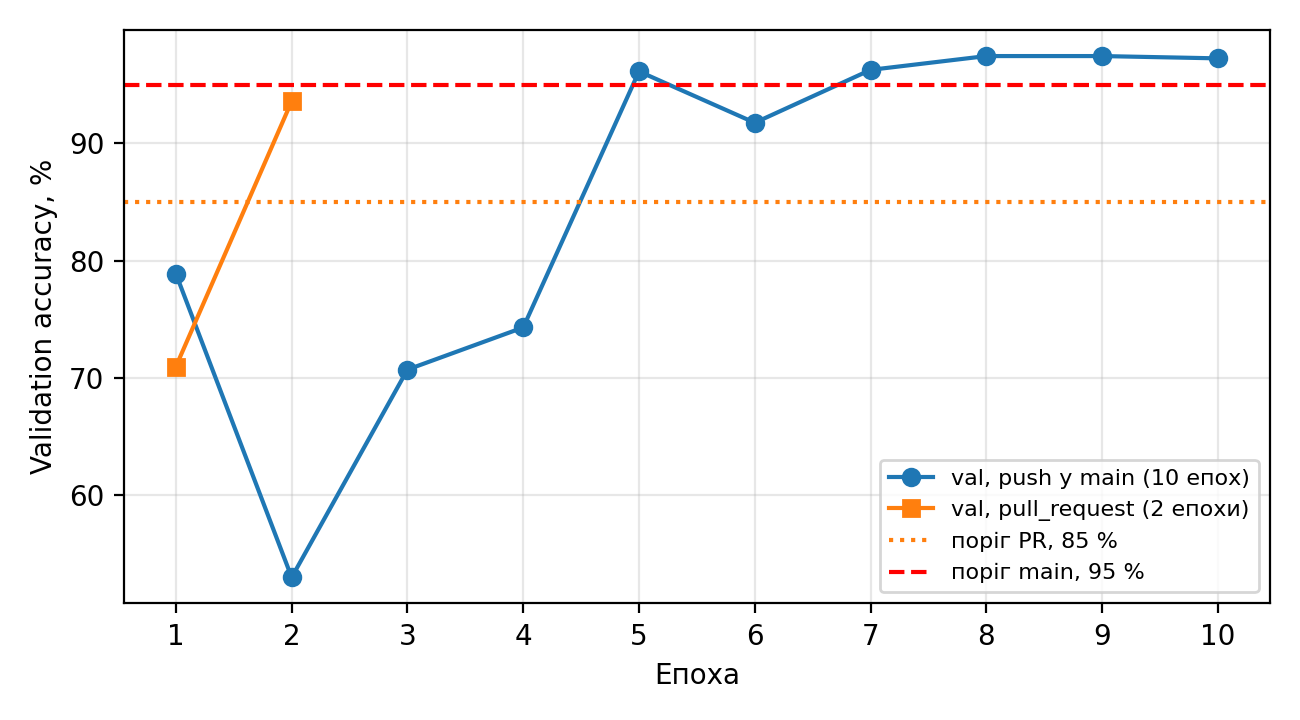 Validation accuracy, %
90
80
70
60
val, push у main (10 епох)
val, pull_request (2 епохи)
поріг PR, 85 %
поріг main, 95 %
1 2 3 4 5 6 7 8 9 10
Епоха